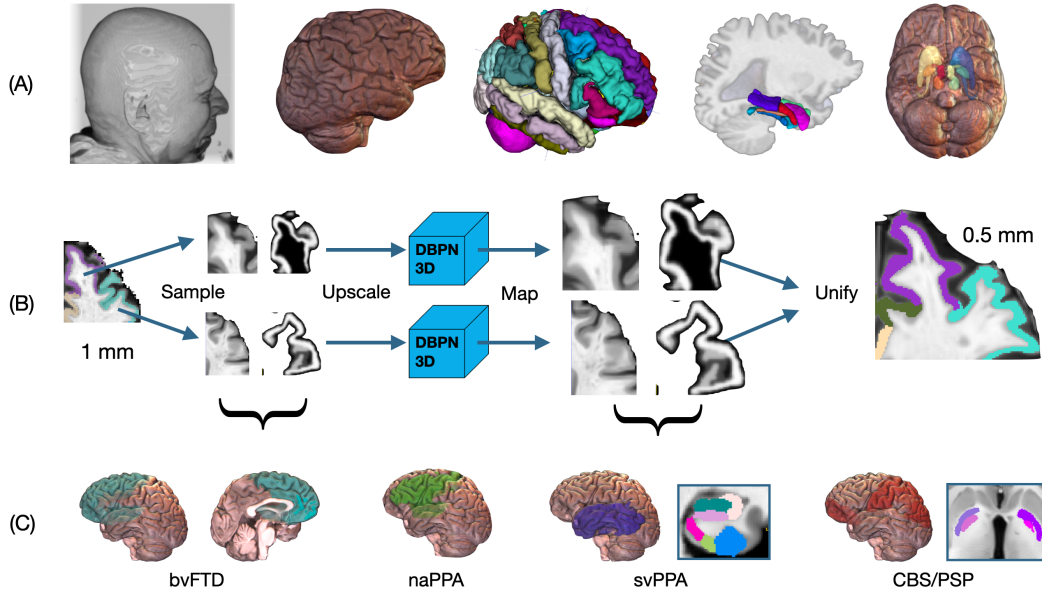 (A)
(B)
1 mm
Sample
Upscale
DBPN
3D
DBPN
3D
Map
Unify
0.5 mm
(C)
bvFTD
naPPA
svPPA
CBS/PSP